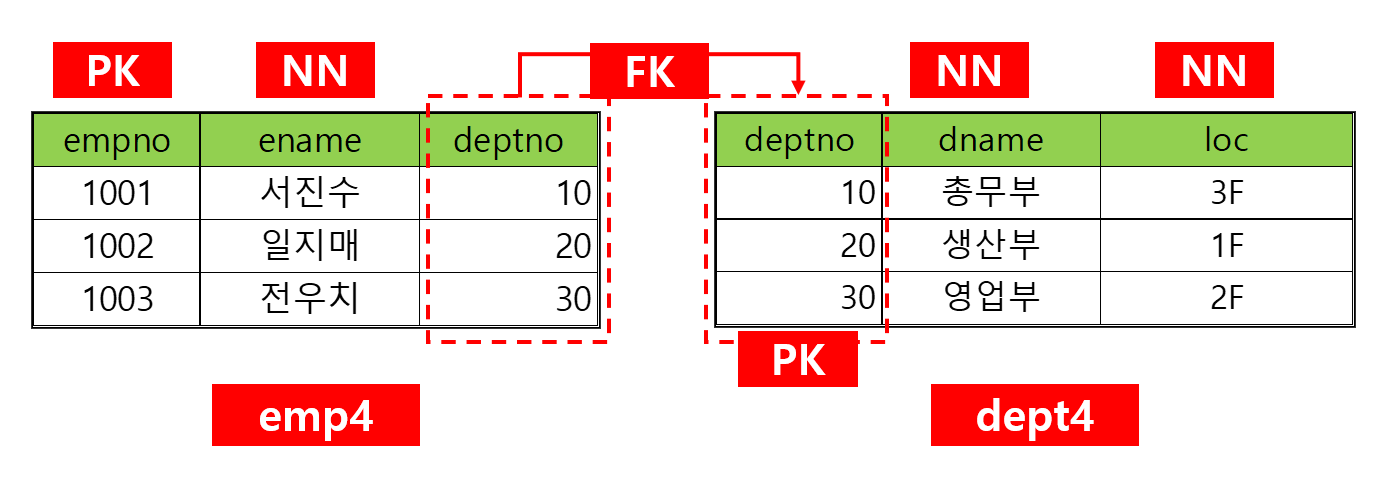 PK NN FK NN NN
empno ename deptno deptno dname loc
1001 서진수 10 10 총무부 3F
1002 일지매 20 20 생산부 1F
1003 전우치 30 30 영업부 2F
PK
emp4 dept4